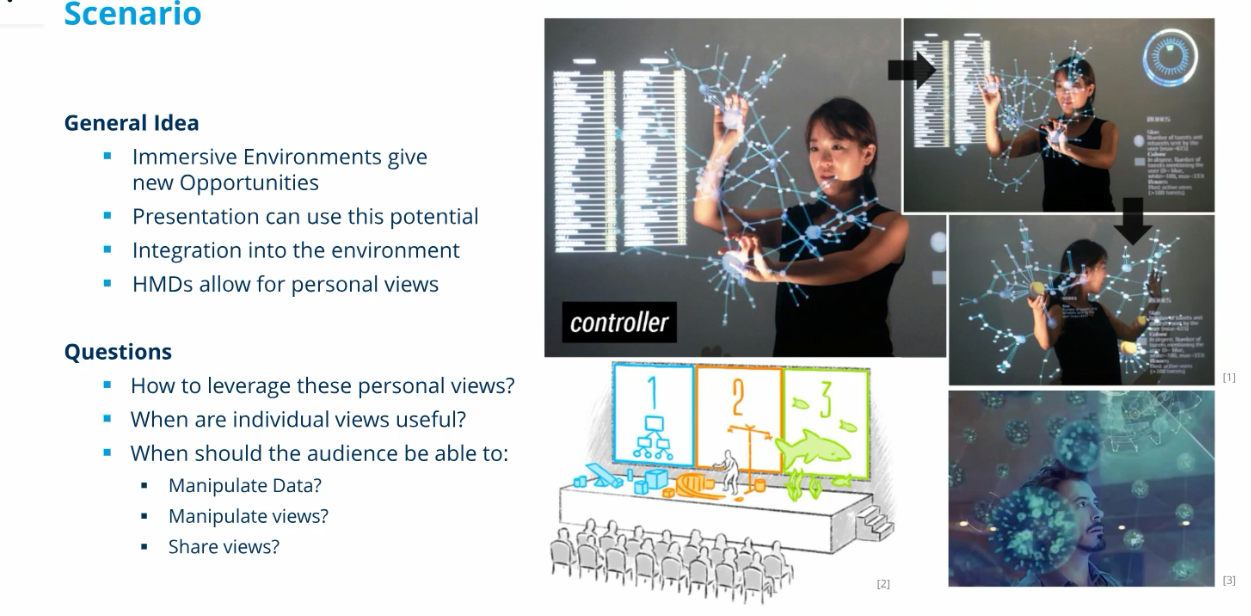 Scenario
General Idea
Immersive Environments give
new Opportunities
Presentation can use this potential
Integration into the environment
HMDs allow for personal views
Questions
How to leverage these personal views?
When are individual views useful?
When should the audience be able to:
Manipulate Data?
Manipulate views?
Share views?
controller
1
2
3
[1]
[2]
[3]